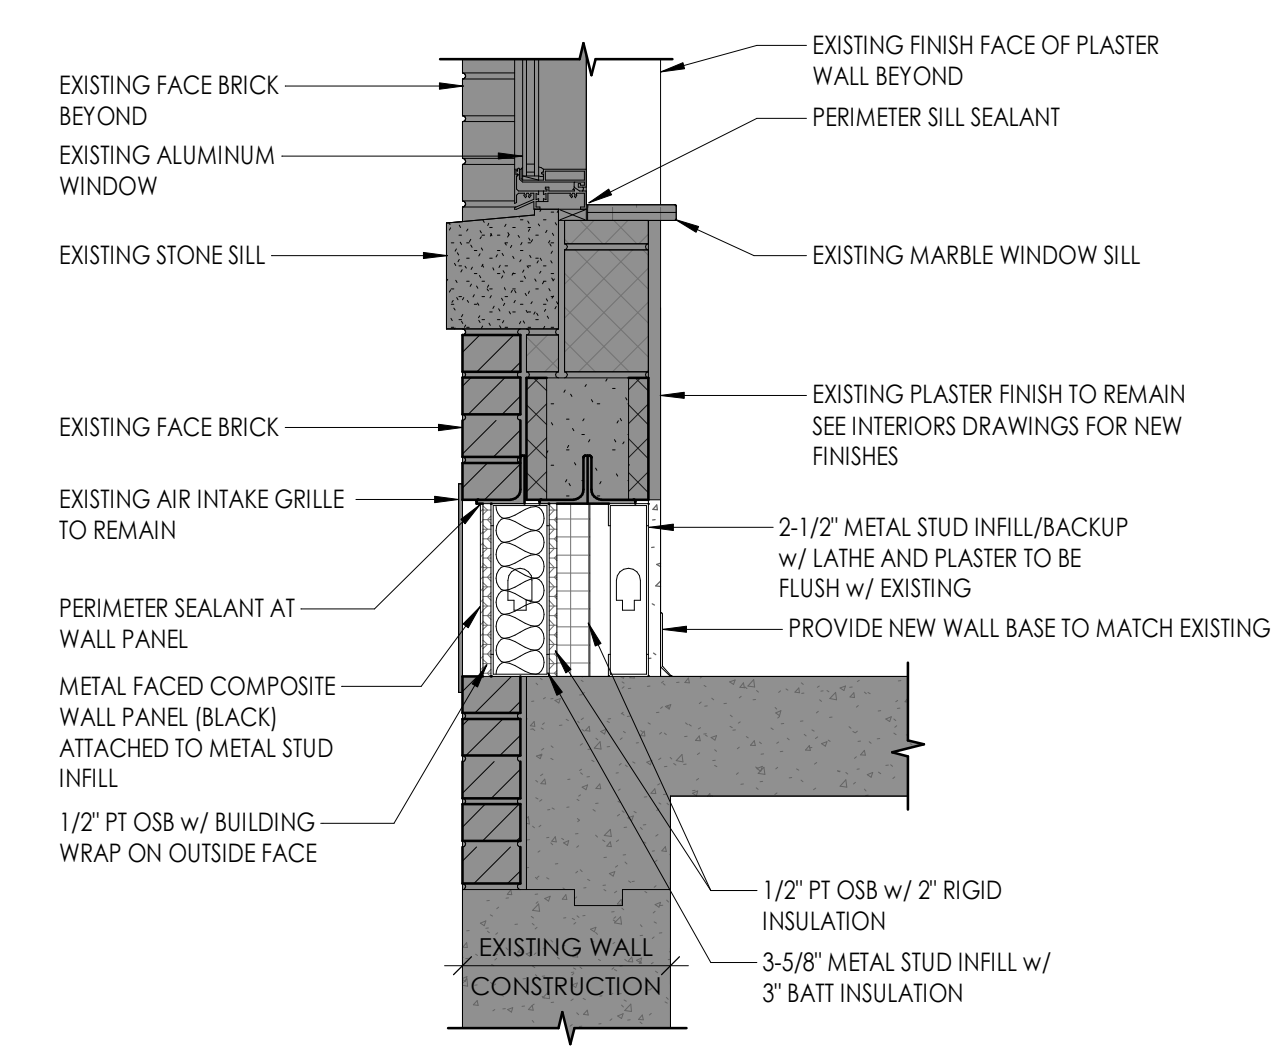 EXISTING FACE BRICK
BEYOND
EXISTING ALUMINUM
WINDOW
EXISTING STONE SILL
EXISTING FACE BRICK
EXISTING AIR INTAKE GRILLE
TO REMAIN
PERIMETER SEALANT AT
WALL PANEL
METAL FACED COMPOSITE
WALL PANEL (BLACK)
ATTACHED TO METAL STUD
INFILL
1/2" PT OSB w/ BUILDING
WRAP ON OUTSIDE FACE
EXISTING FINISH FACE OF PLASTER
WALL BEYOND
PERIMETER SILL SEALANT
EXISTING MARBLE WINDOW SILL
EXISTING PLASTER FINISH TO REMAIN
SEE INTERIORS DRAWINGS FOR NEW
FINISHES
2-1/2" METAL STUD INFILL/BACKUP
w/ LATHE AND PLASTER TO BE
FLUSH w/ EXISTING
PROVIDE NEW WALL BASE TO MATCH EXISTING
1/2" PT OSB w/ 2" RIGID
INSULATION
3-5/8" METAL STUD INFILL w/
3" BATT INSULATION
EXISTING WALL
CONSTRUCTION